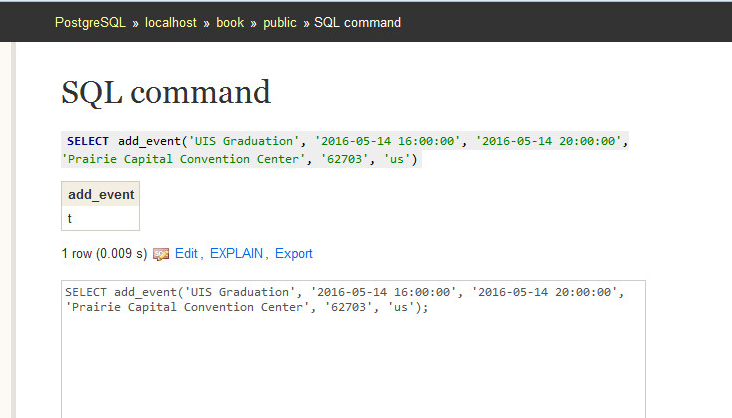 PostgreSQL » localhost » book » public » SQL command
SQL command
SELECT add_event('UIS Graduation', '2016-05-14 16:00:00', '2016-05-14 20:00:00',
'Prairie Capital Convention Center', '62703', 'us')
add_event
t
1 row (0.009 s) Edit, EXPLAIN, Export
SELECT add_event('UIS Graduation', '2016-05-14 16:00:00', '2016-05-14 20:00:00',
'Prairie Capital Convention Center', '62703', 'us');